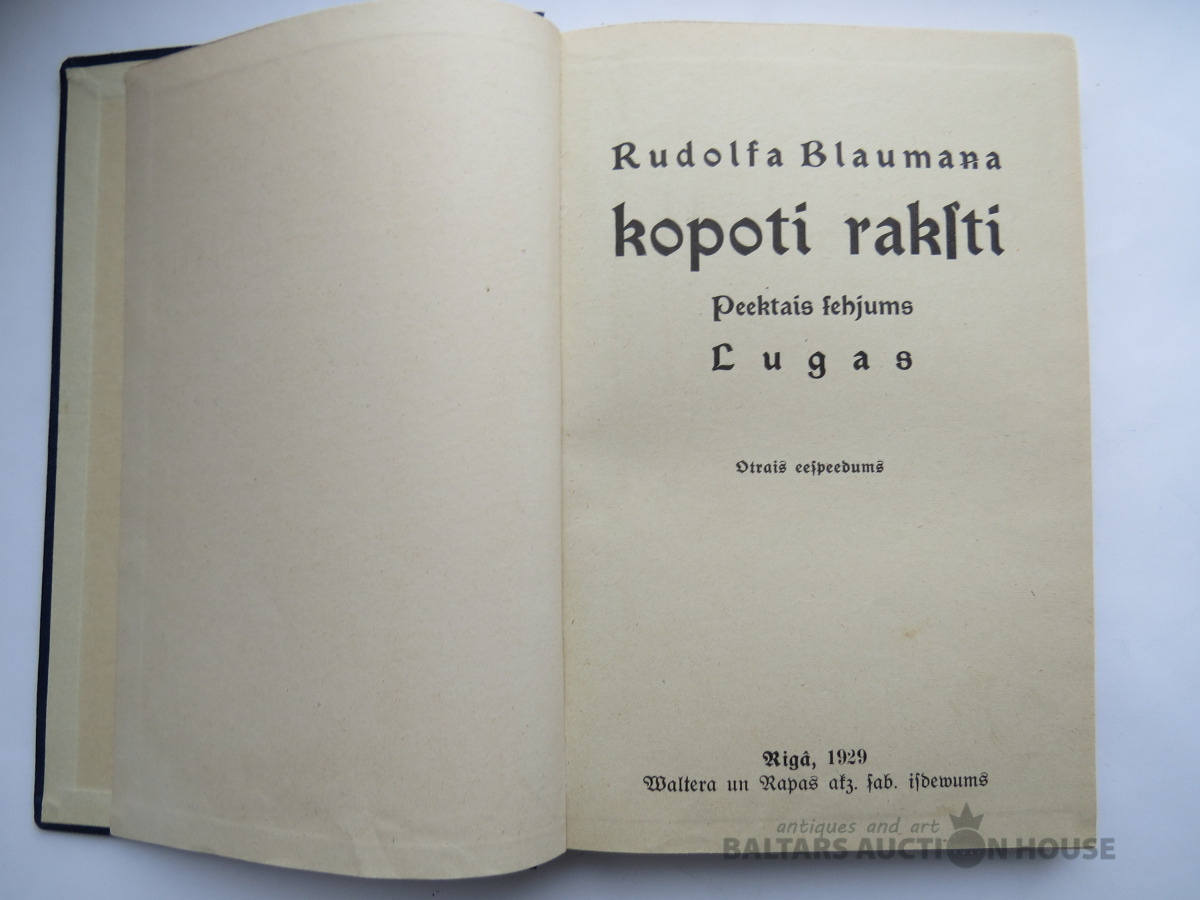 Rudolfa Blaumaņa
kopoti rakſti
Peektais ſehjums
Lugas
Otrais eeſpeedums
Rigâ, 1929
Waltera un Rapas akz. ſab. iſdewums
antiques and art
BALTARS AUCTION HOUSE